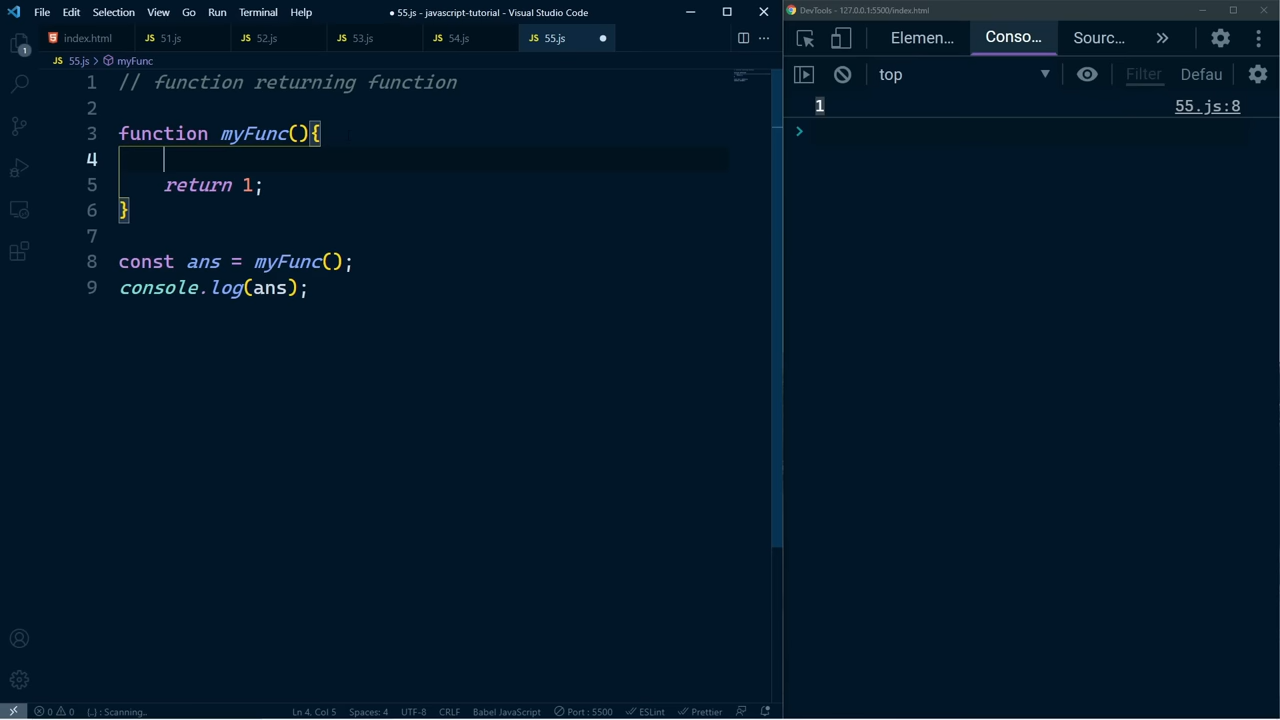 File Edit Selection View Go Run Terminal Help ● 55.js - javascript-tutorial - Visual Studio Code
DevTools - 127.0.0.1:5500/index.html
index.html JS 51.js JS 52.js JS 53.js JS 54.js JS 55.js ●
Elemen... Conso... Sourc...
JS 55.js > myFunc
top Filter Defau
1
1 // function returning function
2
3 function myFunc(){
4
5 return 1;
6 }
7
8 const ans = myFunc();
9 console.log(ans);
1 55.js:8
>
0 0 {..} : Scanning.. Ln 4, Col 5 Spaces: 4 UTF-8 CRLF Babel JavaScript Port : 5500 ESLint Prettier